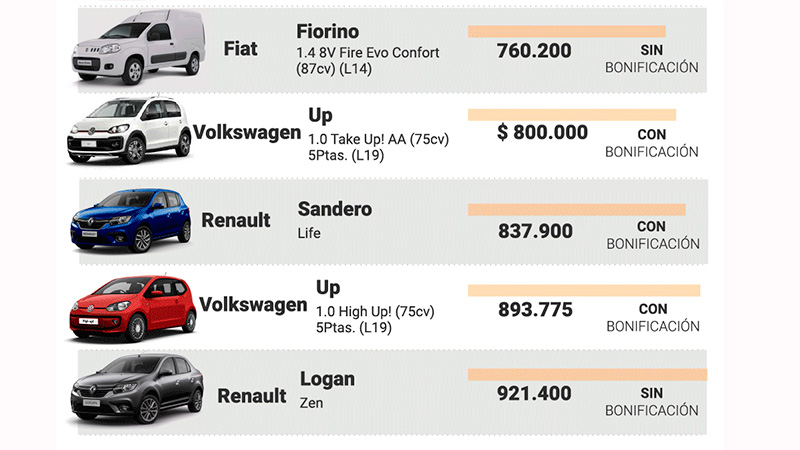 Fiat
Fiorino
1.4 8V Fire Evo Confort
(87cv) (L14)
760.200
SIN
BONIFICACIÓN
Volkswagen
Up
1.0 Take Up! AA (75cv)
5Ptas. (L19)
$ 800.000
CON
BONIFICACIÓN
Renault
Sandero
Life
837.900
CON
BONIFICACIÓN
Volkswagen
Up
1.0 High Up! (75cv)
5Ptas. (L19)
893.775
CON
BONIFICACIÓN
Renault
Logan
Zen
921.400
SIN
BONIFICACIÓN